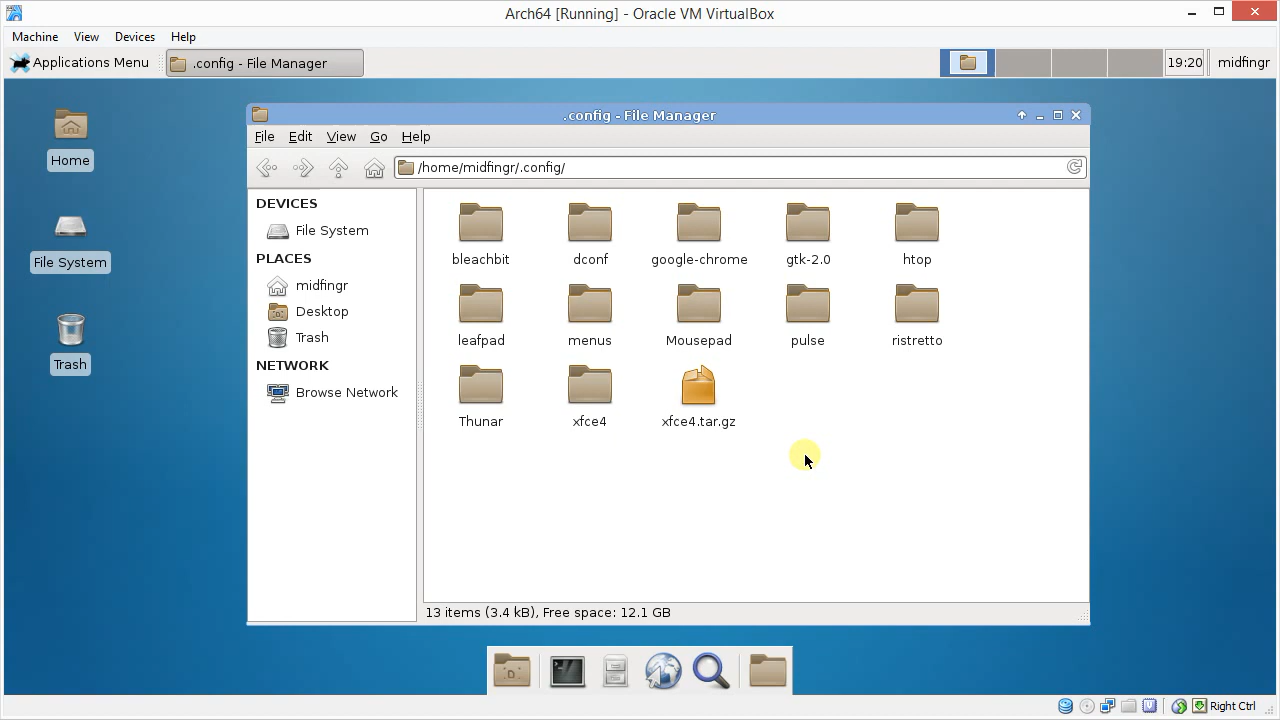 Arch64 [Running] - Oracle VM VirtualBox
Machine View Devices Help
Applications Menu .config - File Manager 19:20 midfingr
.config - File Manager
File Edit View Go Help
/home/midfingr/.config/
Home
File System
Trash
DEVICES
File System
PLACES
midfingr
Desktop
Trash
NETWORK
Browse Network
bleachbit dconf google-chrome gtk-2.0 htop
leafpad menus Mousepad pulse ristretto
Thunar xfce4 xfce4.tar.gz
13 items (3.4 kB), Free space: 12.1 GB
Right Ctrl